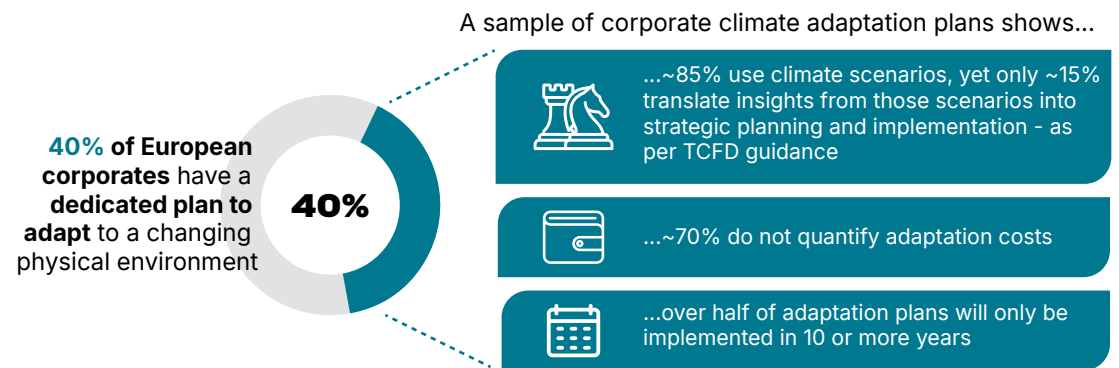 A sample of corporate climate adaptation plans shows...
40% of European
corporates have a
dedicated plan to
adapt to a changing
physical environment
40%
...~85% use climate scenarios, yet only ~15%
translate insights from those scenarios into
strategic planning and implementation - as
per TCFD guidance
...~70% do not quantify adaptation costs
...over half of adaptation plans will only be
implemented in 10 or more years